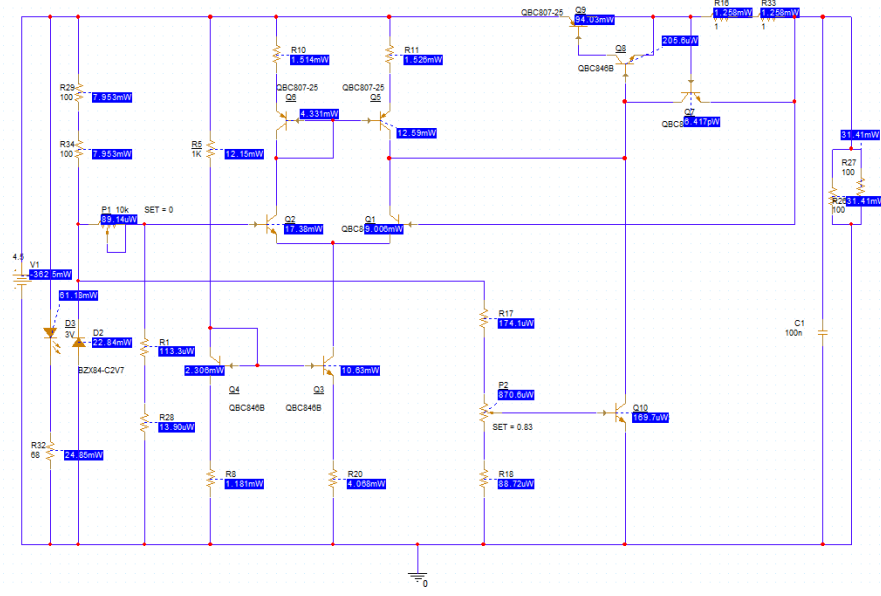 Q9
R16
R33
QBC807-25
94.03mW
1.258mW
1.258mW
1
1
Q8
205.6uW
R10
1.514mW
R11
1.526mW
QBC846B
R29
100
7.953mW
QBC807-25
QBC807-25
Q6
Q5
4.331mW
12.59mW
Q7
6.417pW
31.41mW
R34
100
7.953mW
R5
1K
12.15mW
R27
100
31.41mW
100
P1
10k
SET = 0
89.14uW
Q2
17.38mW
Q1
9.006mW
4.5
V1
-362.5mW
61.18mW
D3
3V
D2
22.84mW
BZX84-C2V7
R1
113.3uW
R17
174.1uW
C1
100n
2.306mW
10.63mW
Q4
QBC846B
Q3
QBC846B
P2
870.6uW
SET = 0.83
Q10
169.7uW
R28
13.90uW
R32
68
24.85mW
R8
1.181mW
R20
4.068mW
R18
88.72uW
0